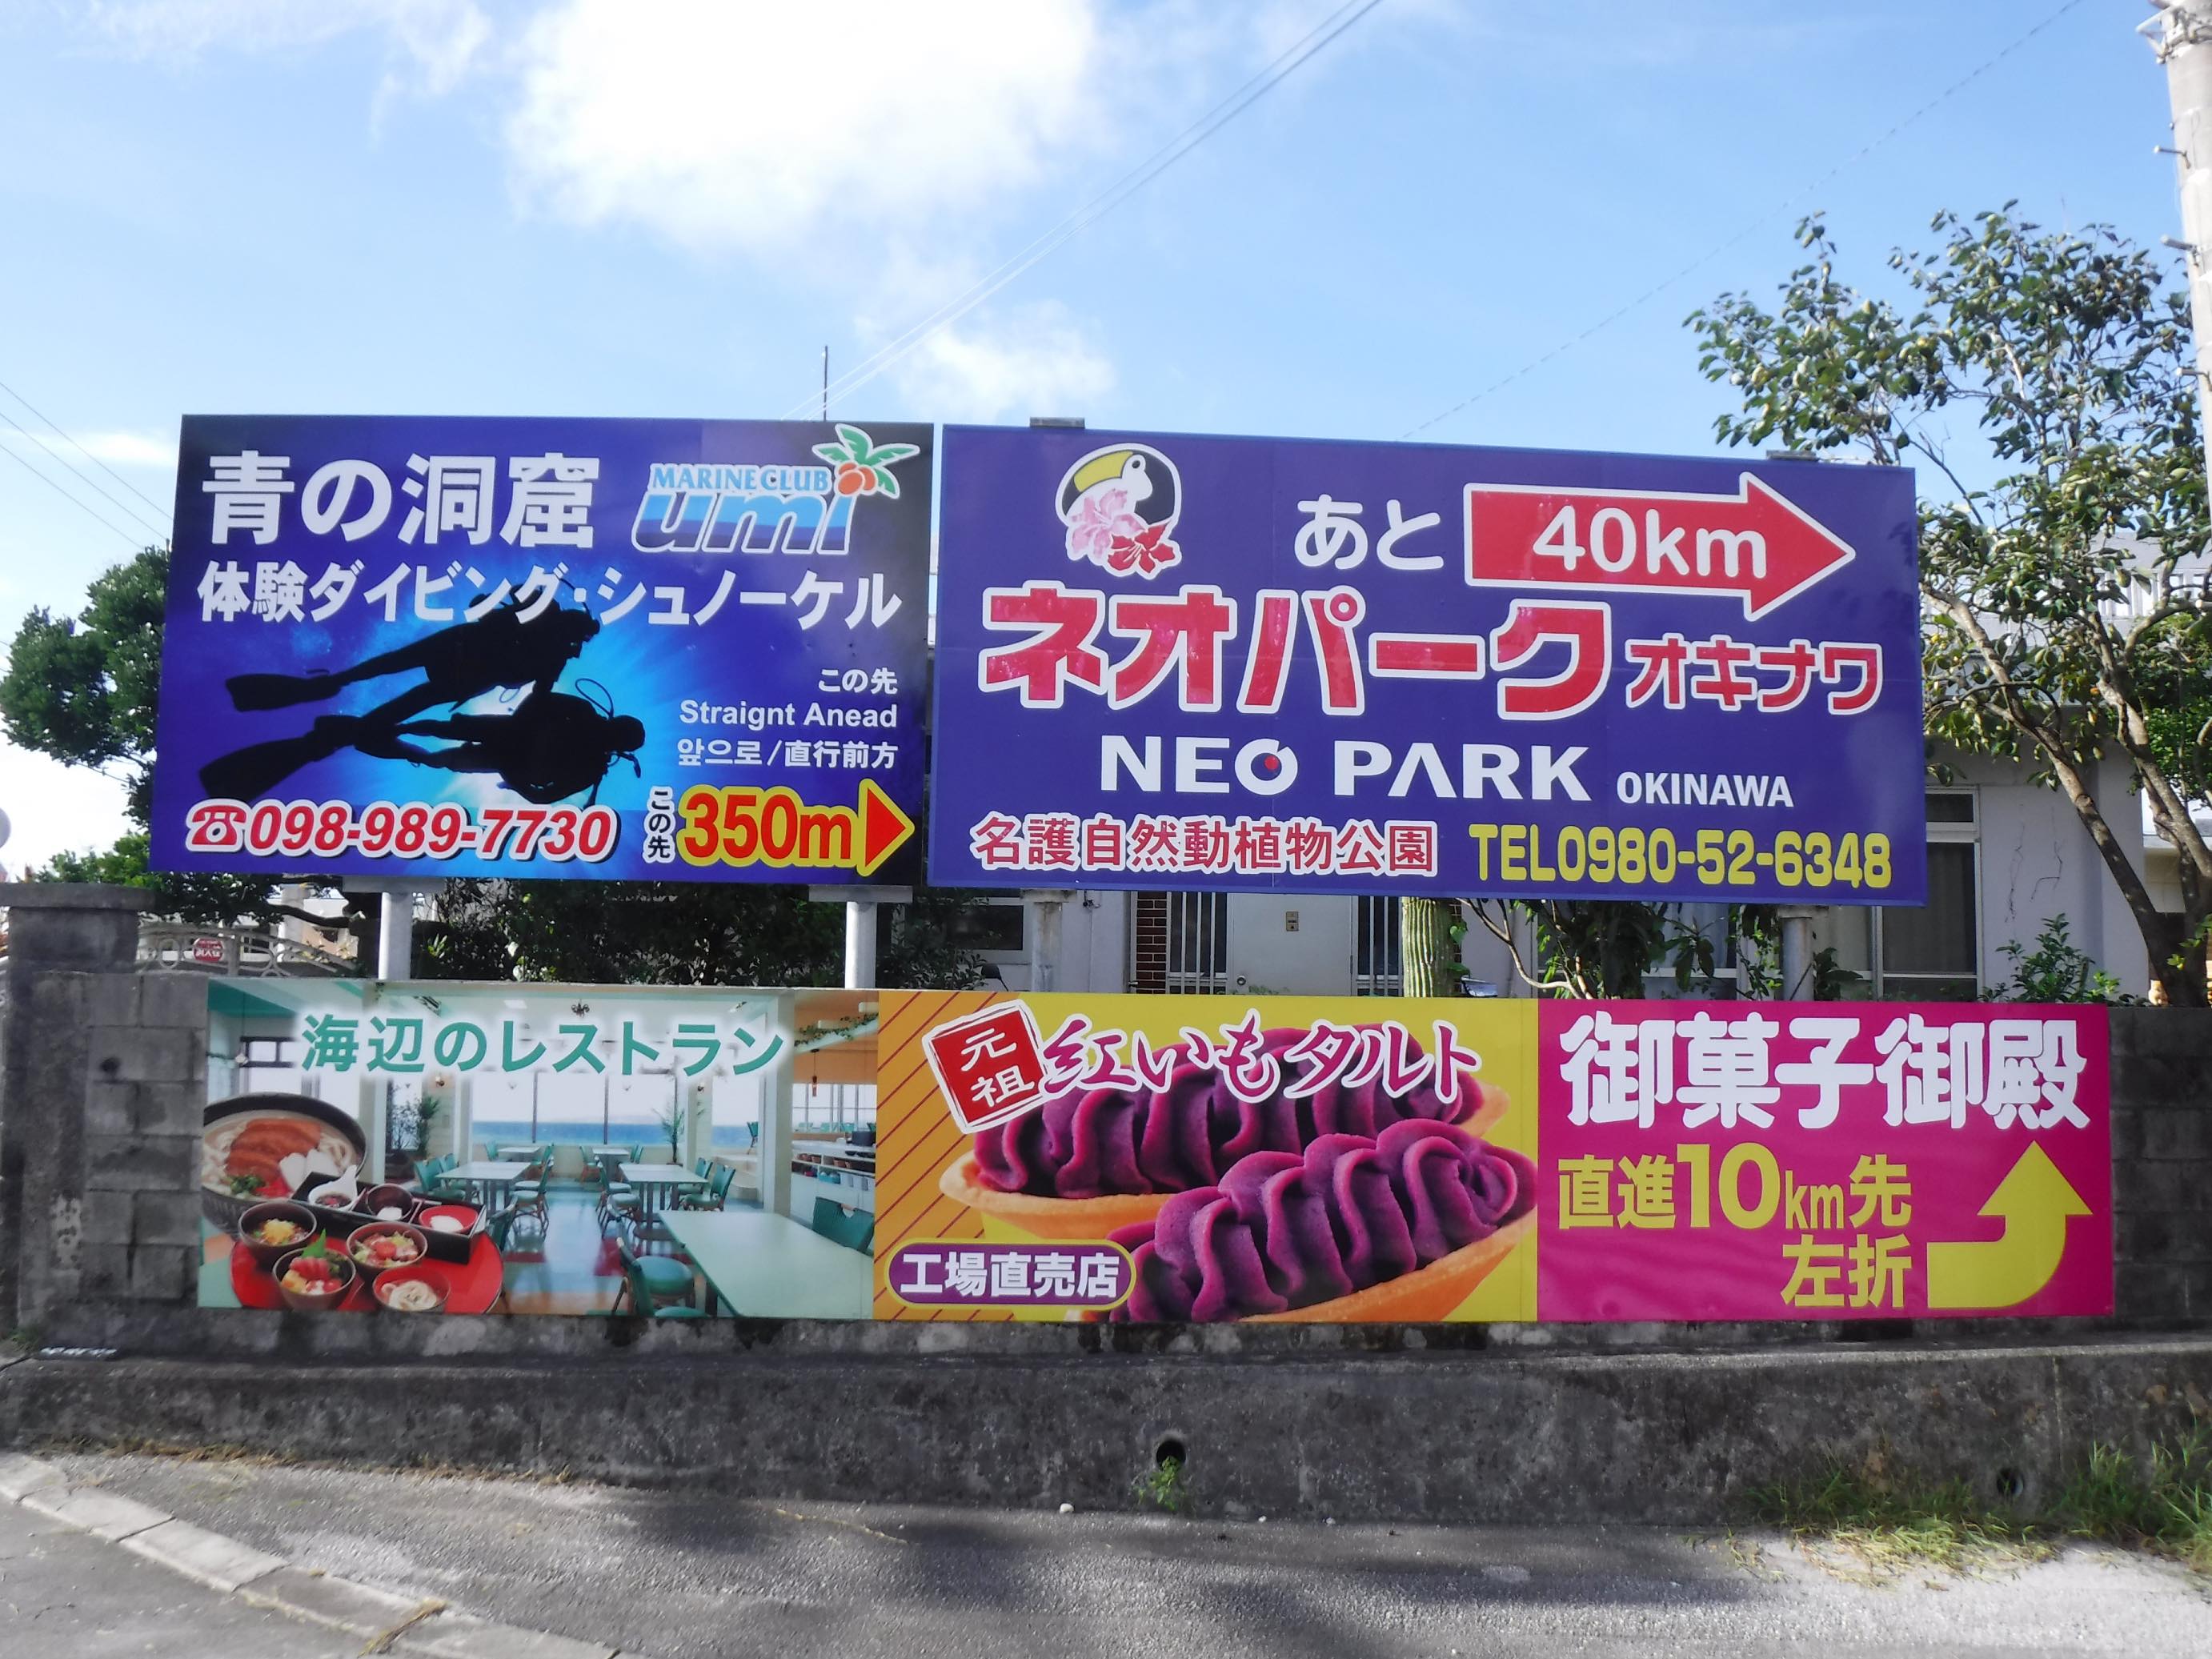 青の洞窟
MARINE CLUB
umi
体験ダイビング・シュノーケル
この先
Straignt Anead
앞으로/直行前方
☎098-989-7730
この先
350m
あと
40km
ネオパークオキナワ
NEO PARK OKINAWA
名護自然動植物公園
TEL0980-52-6348
海辺のレストラン
元祖
紅いもタルト
工場直売店
御菓子御殿
直進10km先
左折